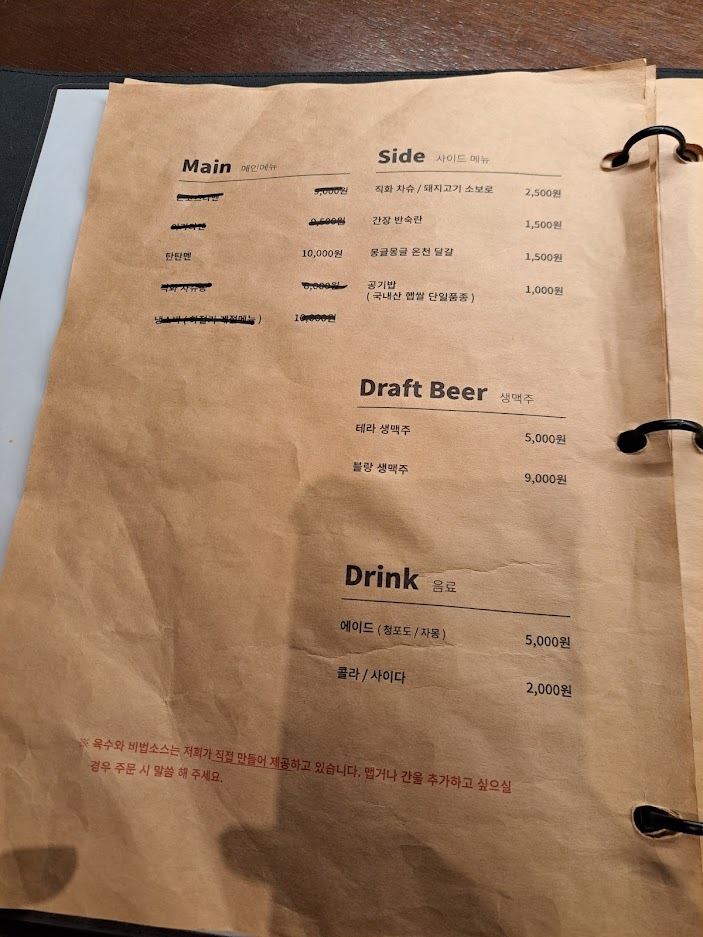 Main 메인메뉴
탄탄멘 10,000원
Side 사이드 메뉴
직화 차슈 / 돼지고기 소보로 2,500원
간장 반숙란 1,500원
몽글몽글 온천 달걀 1,500원
공기밥 1,000원
( 국내산 햅쌀 단일품종 )
Draft Beer 생맥주
테라 생맥주 5,000원
블랑 생맥주 9,000원
Drink 음료
에이드 ( 청포도 / 자몽 ) 5,000원
콜라 / 사이다 2,000원
※ 육수와 비법소스는 저희가 직접 만들어 제공하고 있습니다. 맵거나 간을 추가하고 싶으실
경우 주문 시 말씀 해 주세요.